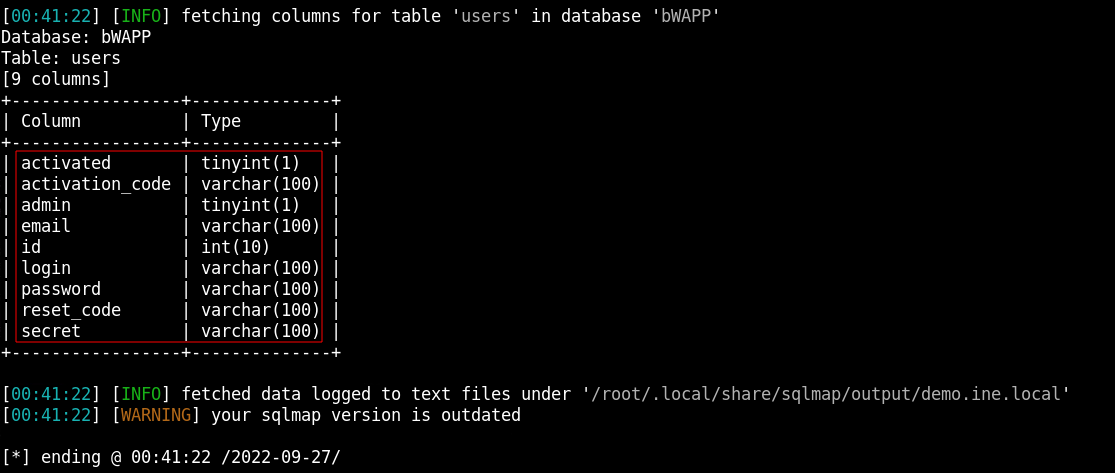 [00:41:22] [INFO] fetching columns for table 'users' in database 'bWAPP'
Database: bWAPP
Table: users
[9 columns]
+-----------------+--------------+
| Column          | Type         |
+-----------------+--------------+
| activated       | tinyint(1)   |
| activation_code | varchar(100) |
| admin           | tinyint(1)   |
| email           | varchar(100) |
| id              | int(10)      |
| login           | varchar(100) |
| password        | varchar(100) |
| reset_code      | varchar(100) |
| secret          | varchar(100) |
+-----------------+--------------+
[00:41:22] [INFO] fetched data logged to text files under '/root/.local/share/sqlmap/output/demo.ine.local'
[00:41:22] [WARNING] your sqlmap version is outdated
[*] ending @ 00:41:22 /2022-09-27/